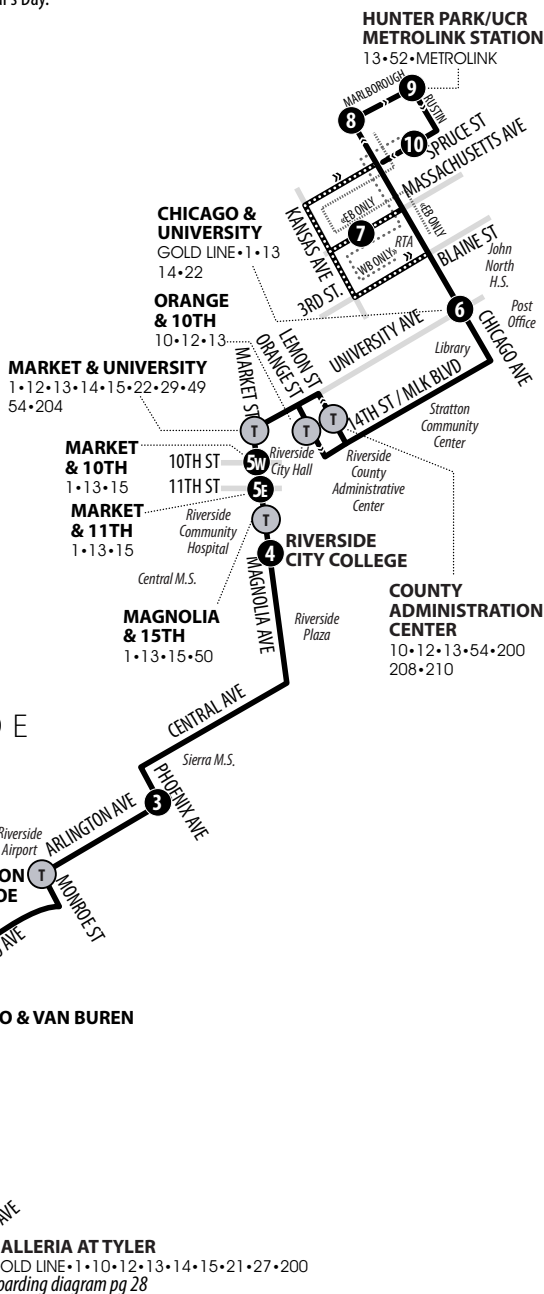 r's Day.
HUNTER PARK/UCR
METROLINK STATION
13•52•METROLINK
MARLBOROUGH
9
8
RUSTIN
10
SPRUCE ST
MASSACHUSETTS AVE
»
«EB ONLY
«EB ONLY
KANSAS AVE
7
RTA
WB ONLY»
»
3RD ST.
BLAINE ST
John
North
H.S.
CHICAGO &
UNIVERSITY
GOLD LINE•1•13
14•22
6
Post
Office
CHICAGO AVE
ORANGE
& 10TH
10•12•13
UNIVERSITY AVE
Library
LEMON ST
ORANGE ST
MARKET ST
14TH ST / MLK BLVD
MARKET & UNIVERSITY
1•12•13•14•15•22•29•49
54•204
T
T
T
Stratton
Community
Center
MARKET
& 10TH
1•13•15
10TH ST
5W
Riverside
City Hall
Riverside
County
Administrative
Center
11TH ST
5E
MARKET
& 11TH
1•13•15
Riverside
Community
Hospital
T
4
RIVERSIDE
CITY COLLEGE
Central M.S.
MAGNOLIA AVE
MAGNOLIA
& 15TH
1•13•15•50
Riverside
Plaza
COUNTY
ADMINISTRATION
CENTER
10•12•13•54•200
208•210
CENTRAL AVE
D E
Sierra M.S.
PHOENIX AVE
3
ARLINGTON AVE
Riverside
Airport
T
ON
DE
MONROE ST
AVE
O & VAN BUREN
AVE
ALLERIA AT TYLER
OLD LINE•1•10•12•13•14•15•21•27•200
oarding diagram pg 28